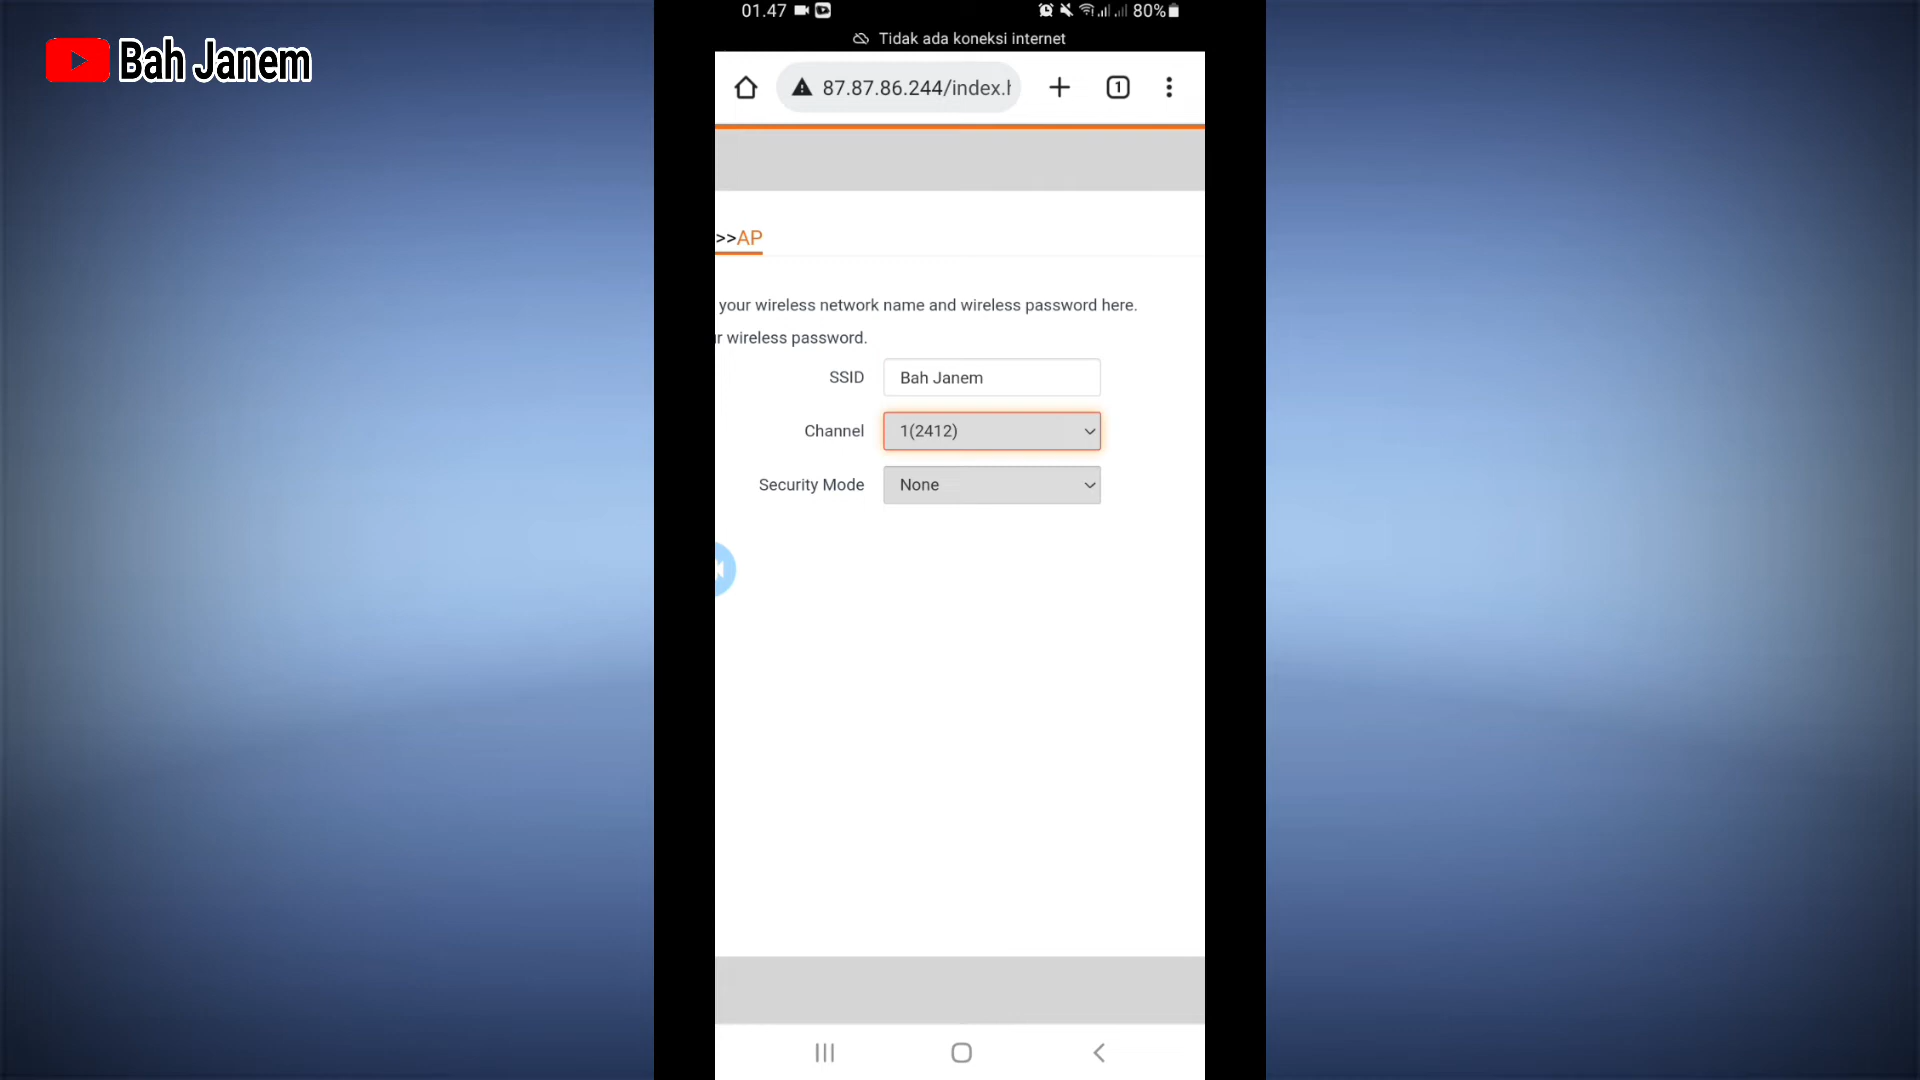 Bah Janem
01.47
80%
Tidak ada koneksi internet
87.87.86.244/index.h
1
>>AP
your wireless network name and wireless password here.
r wireless password.
SSID
Bah Janem
Channel
1(2412)
Security Mode
None